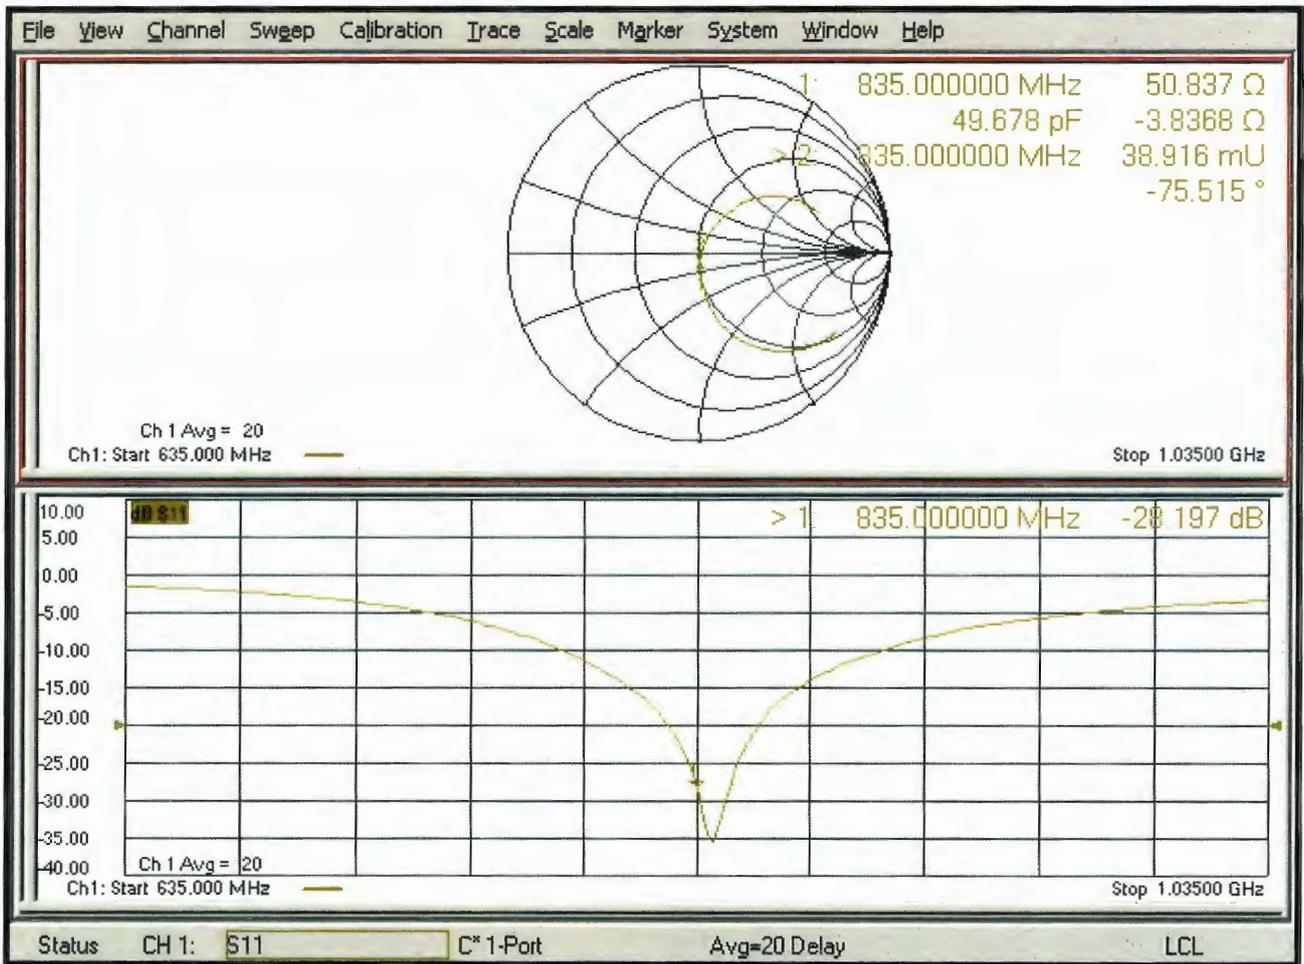 File View Channel Sweep Calibration Trace Scale Marker System Window Help
1: 835.000000 MHz 50.837 Ω
49.678 pF -3.8368 Ω
> 2: 835.000000 MHz 38.916 mU
-75.515 °
Ch 1 Avg = 20
Ch1: Start 635.000 MHz
Stop 1.03500 GHz
10.00
dB S11
> 1: 835.000000 MHz -28.197 dB
5.00
0.00
-5.00
-10.00
-15.00
-20.00
-25.00
-30.00
-35.00
-40.00
Ch 1 Avg = 20
Ch1: Start 635.000 MHz
Stop 1.03500 GHz
Status CH 1: S11 C* 1-Port Avg=20 Delay LCL